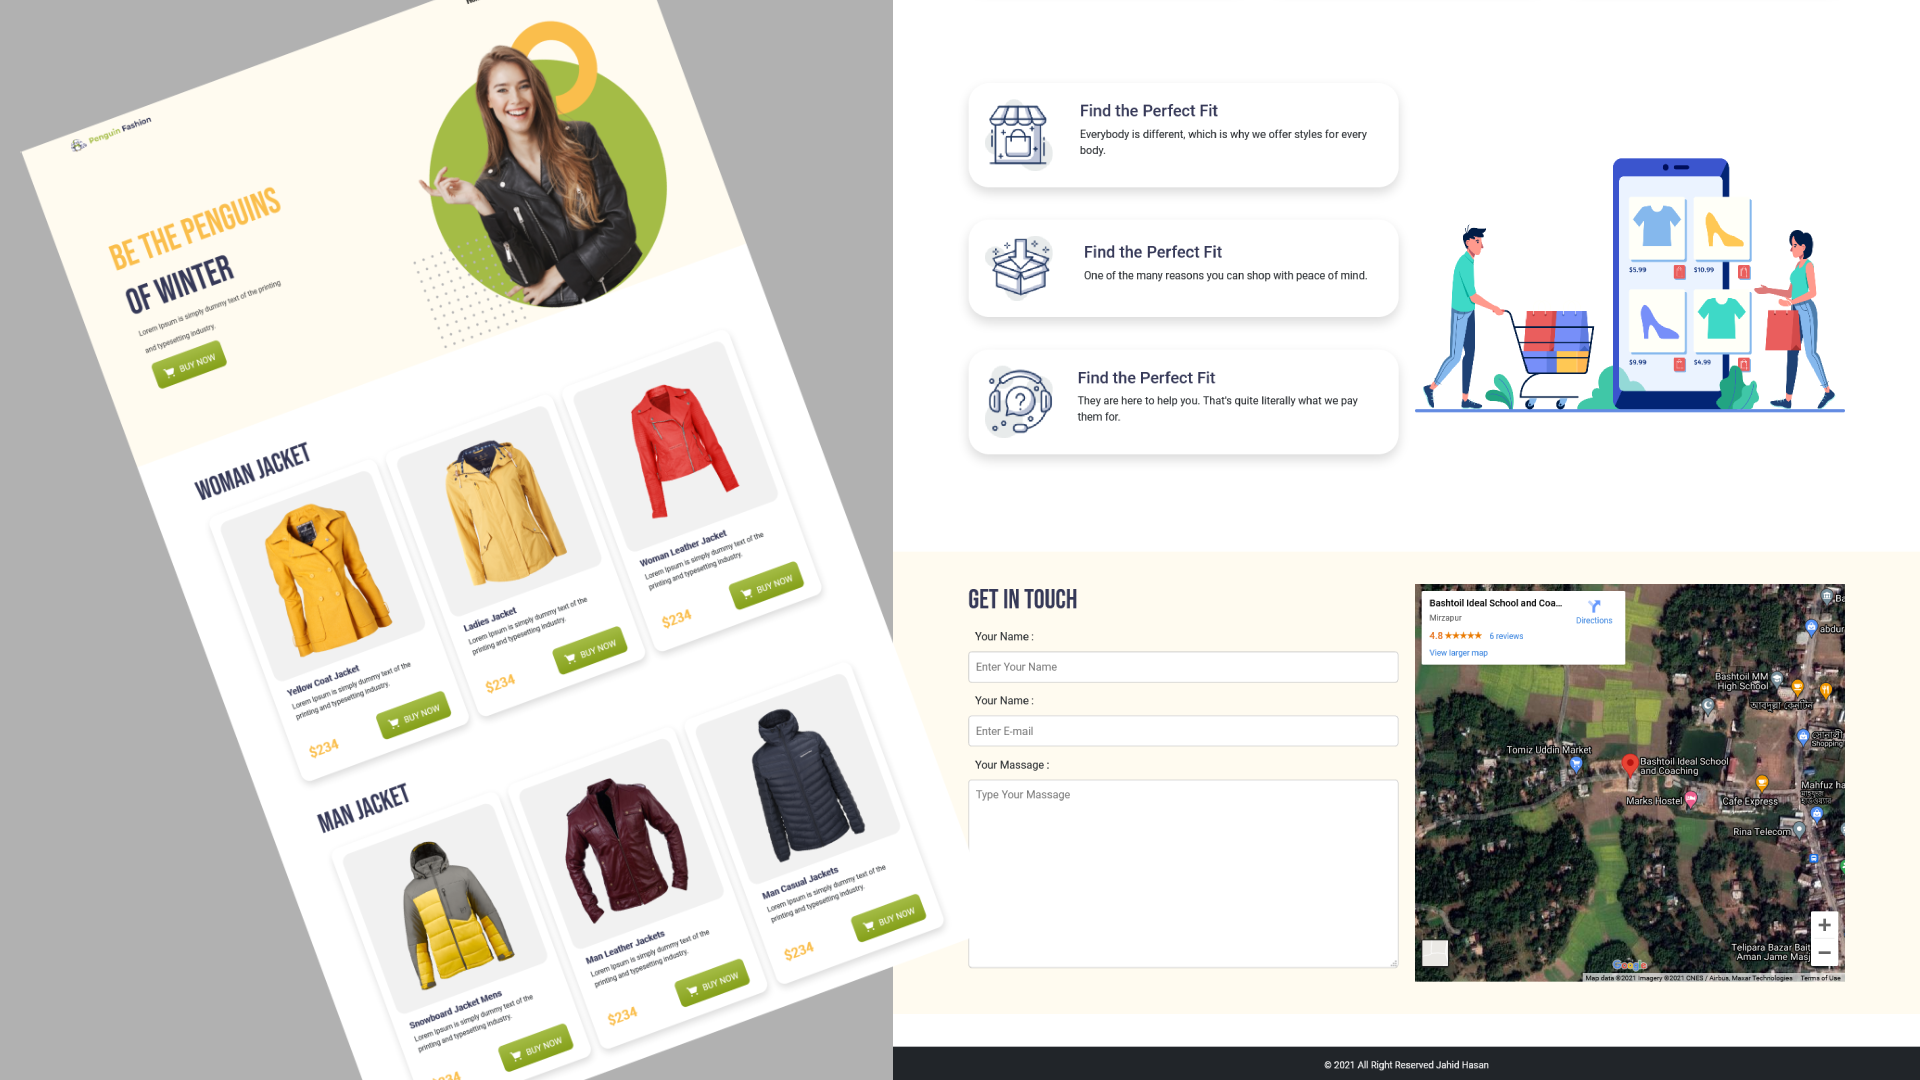 Penguin Fashion
BE THE PENGUINS
OF WINTER
Lorem Ipsum is simply dummy text of the printing
and typesetting industry.
BUY NOW
WOMAN JACKET
Yellow Coat Jacket
Lorem Ipsum is simply dummy text of the
printing and typesetting industry.
$234
BUY NOW
Ladies Jacket
Lorem Ipsum is simply dummy text of the
printing and typesetting industry.
$234
BUY NOW
Woman Leather Jacket
Lorem Ipsum is simply dummy text of the
printing and typesetting industry.
$234
BUY NOW
MAN JACKET
Snowboard Jacket Mens
Lorem Ipsum is simply dummy text of the
printing and typesetting industry.
BUY NOW
Man Leather Jackets
Lorem Ipsum is simply dummy text of the
printing and typesetting industry.
$234
BUY NOW
Man Casual Jackets
Lorem Ipsum is simply dummy text of the
printing and typesetting industry.
$234
BUY NOW
Find the Perfect Fit
Everybody is different, which is why we offer styles for every
body.
Find the Perfect Fit
One of the many reasons you can shop with peace of mind.
Find the Perfect Fit
They are here to help you. That's quite literally what we pay
them for.
$5.99
$10.99
$9.99
$4.99
GET IN TOUCH
Your Name :
Enter Your Name
Your Name :
Enter E-mail
Your Massage :
Type Your Massage
Bashtoil Ideal School and Coa...
Mirzapur
Directions
4.8 ★★★★★ 6 reviews
View larger map
abdur
Bashtoil MM
High School
Shopping
Tomiz Uddin Market
Bashtoil Ideal School
and Coaching
Mahfuz ha
Marks Hostel
Cafe Express
Rina Telecom
Telipara Bazar Bait
Aman Jame Masj
Google
Map data ©2021 Imagery ©2021 CNES / Airbus, Maxar Technologies
Terms of Use
© 2021 All Right Reserved Jahid Hasan